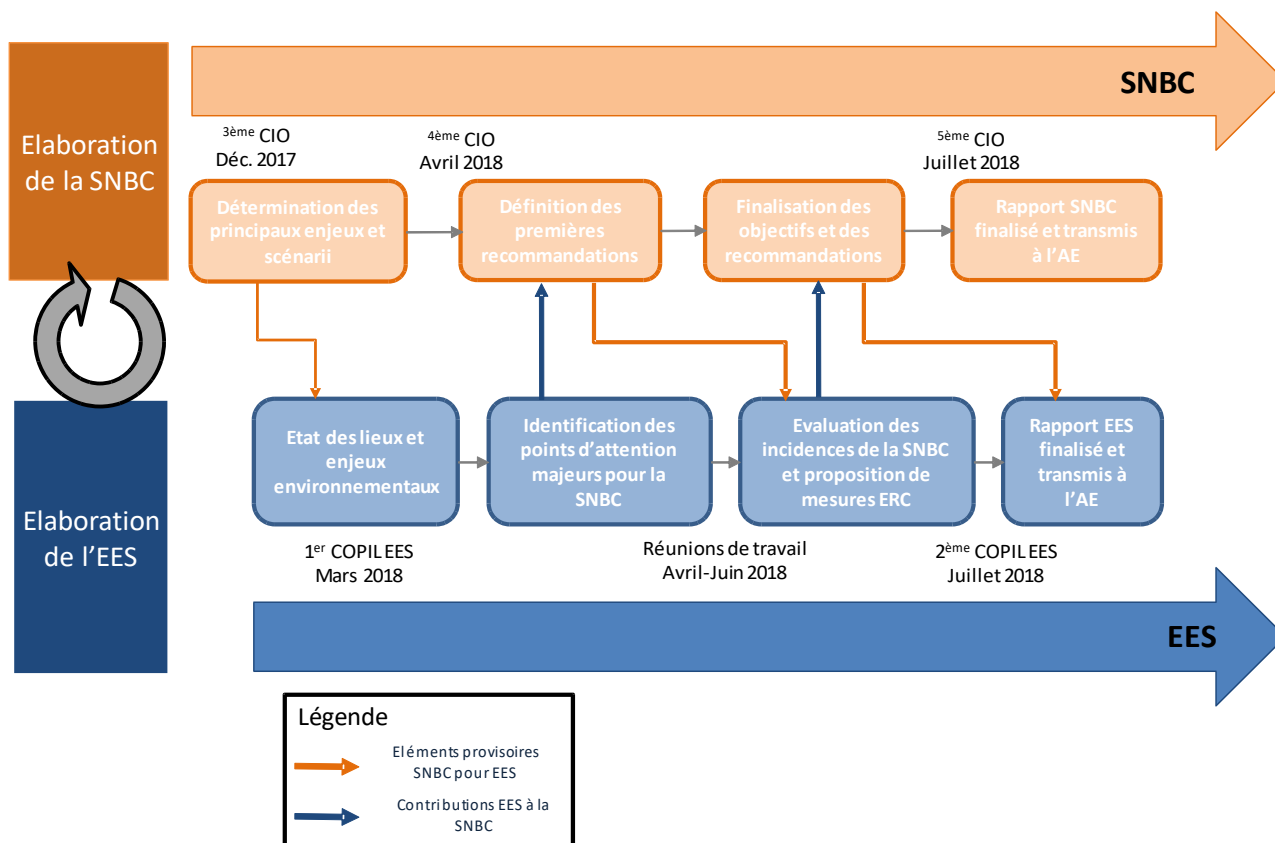 SNBC
Elaboration
de la SNBC
3ème CIO
Déc. 2017
4ème CIO
Avril 2018
5ème CIO
Juillet 2018
Détermination des
principaux enjeux et
scénarii
Définition des
premières
recommandations
Finalisation des
objectifs et des
recommandations
Rapport SNBC
finalisé et transmis
à l'AE
Elaboration
de l'EES
Etat des lieux et
enjeux
environnementaux
Identification des
points d'attention
majeurs pour la
SNBC
Evaluation des
incidences de la SNBC
et proposition de
mesures ERC
Rapport EES
finalisé et
transmis à
l'AE
1er COPIL EES
Mars 2018
Réunions de travail
Avril-Juin 2018
2ème COPIL EES
Juillet 2018
EES
Légende
Eléments provisoires
SNBC pour EES
Contributions EES à la
SNBC